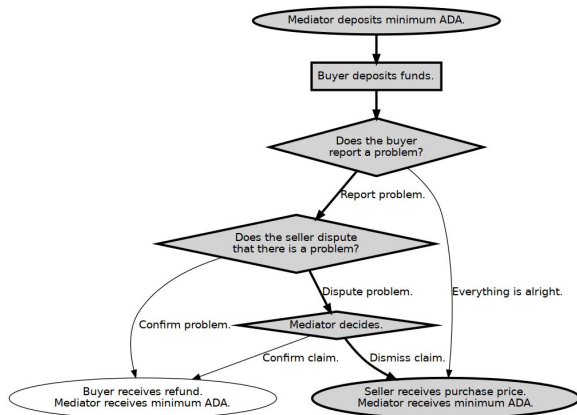 Mediator deposits minimum ADA.
Buyer deposits funds.
Does the buyer
report a problem?
Report problem.
Does the seller dispute
that there is a problem?
Dispute problem.
Everything is alright.
Confirm problem.
Mediator decides.
Confirm claim.
Dismiss claim.
Buyer receives refund.
Mediator receives minimum ADA.
Seller receives purchase price.
Mediator receives minimum ADA.